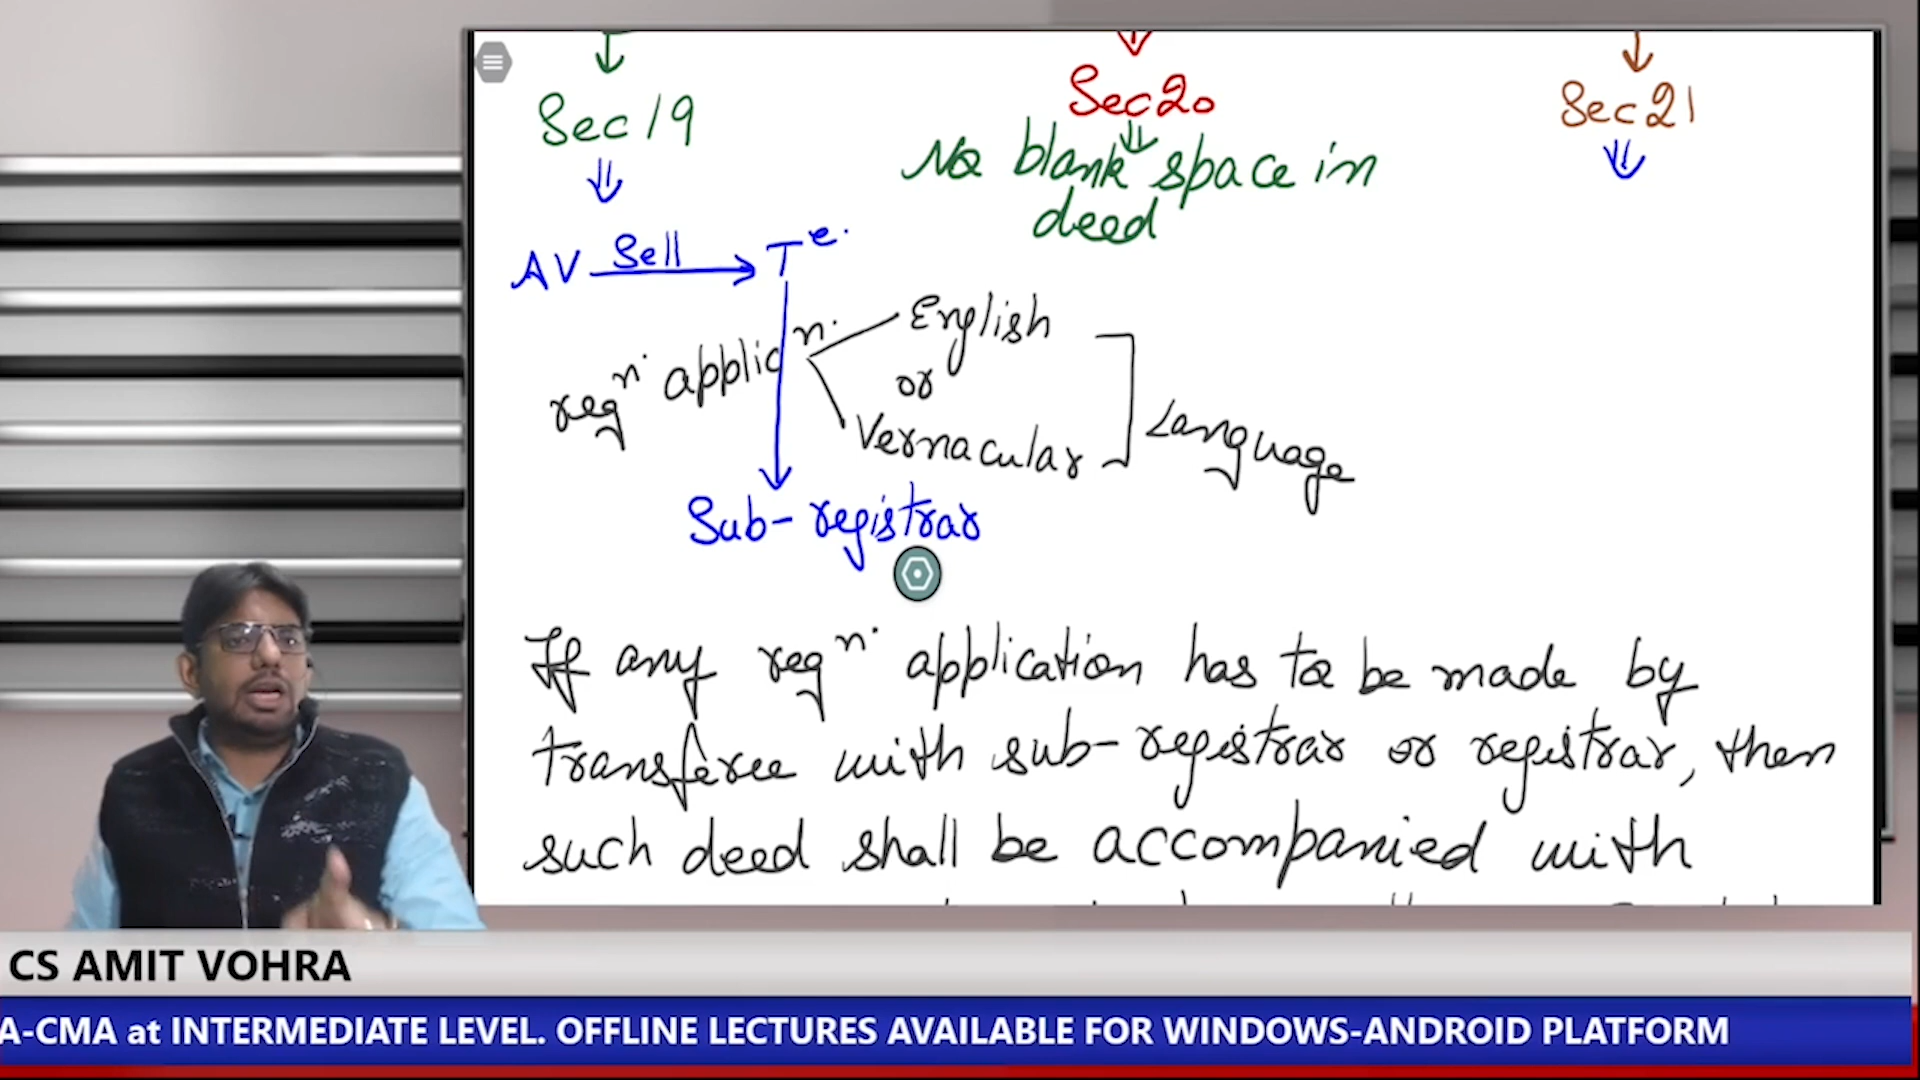 Sec 19
Sec 20
Sec 21
No blank space in
deed
AV Sell Te.
regn. applicn. English
or
Vernacular
Language
Sub-registrar
If any regn. application has to be made by
transferee with sub-registrar or registrar, then
such deed shall be accompanied with
CS AMIT VOHRA
A-CMA at INTERMEDIATE LEVEL. OFFLINE LECTURES AVAILABLE FOR WINDOWS-ANDROID PLATFORM